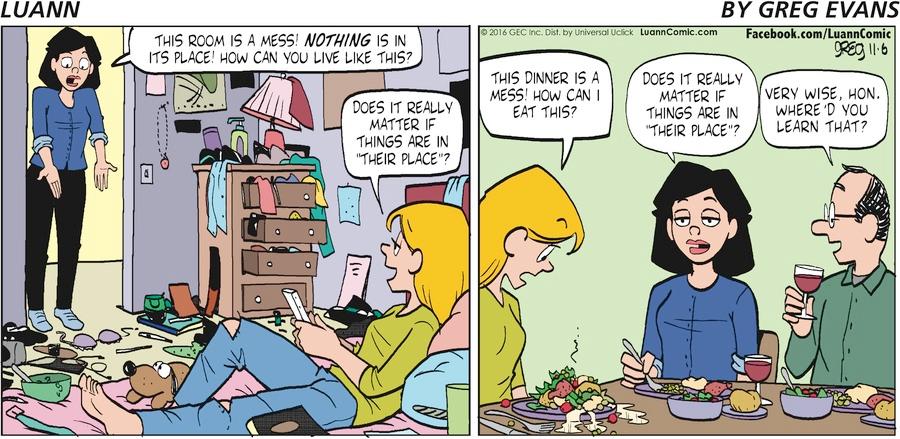 LUANN
BY GREG EVANS
THIS ROOM IS A MESS! NOTHING IS IN
ITS PLACE! HOW CAN YOU LIVE LIKE THIS?
DOES IT REALLY
MATTER IF
THINGS ARE IN
"THEIR PLACE"?
© 2016 GEC Inc. Dist. by Universal Uclick LuannComic.com
Facebook.com/LuannComic
GREG 11·6
THIS DINNER IS A
MESS! HOW CAN I
EAT THIS?
DOES IT REALLY
MATTER IF
THINGS ARE IN
"THEIR PLACE"?
VERY WISE, HON.
WHERE'D YOU
LEARN THAT?